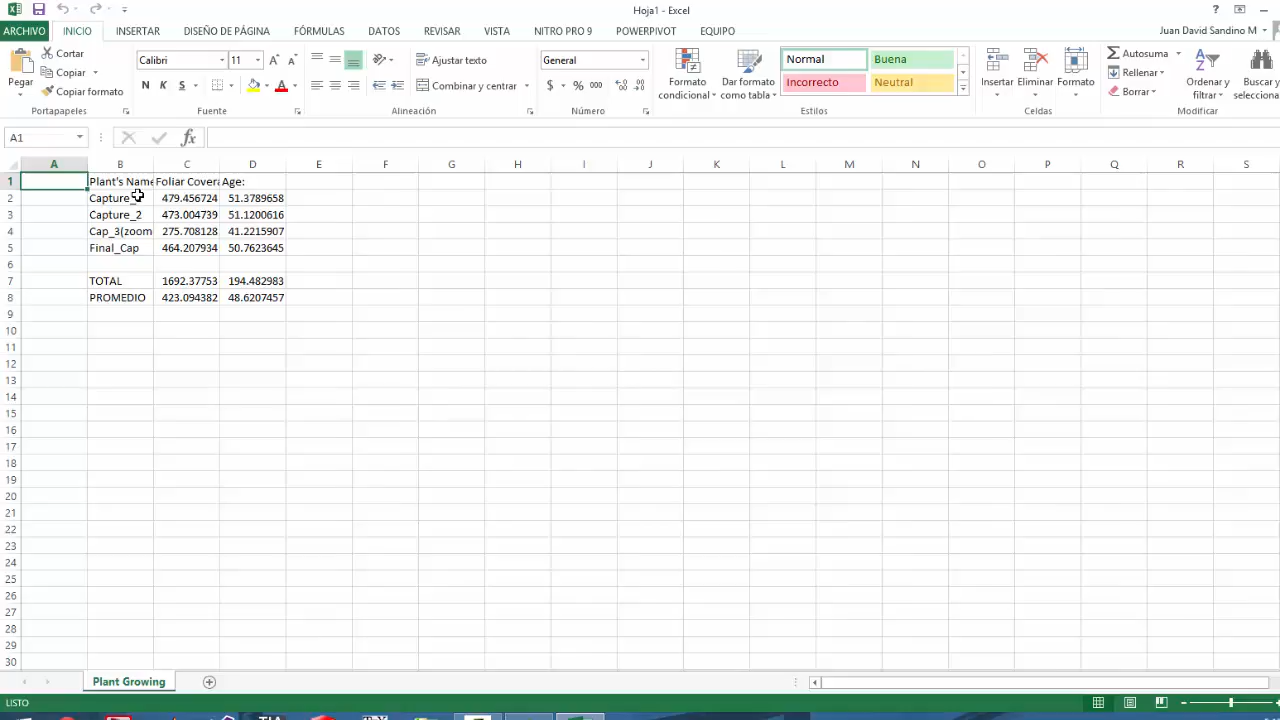 Hoja1 - Excel
?
ARCHIVO INICIO INSERTAR DISEÑO DE PÁGINA FÓRMULAS DATOS REVISAR VISTA NITRO PRO 9 POWERPIVOT EQUIPO Juan David Sandino M
Pegar Cortar Copiar Copiar formato Portapapeles
Calibri 11 A A N K S A Fuente
Ajustar texto Combinar y centrar Alineación
General $ % 000 Número
Formato condicional Dar formato como tabla Normal Buena Incorrecto Neutral Estilos
Insertar Eliminar Formato Celdas
Autosuma Rellenar Borrar Ordenar y filtrar Buscar y selecciona Modificar
A1 fx
A B C D E F G H I J K L M N O P Q R S
1 Plant's Name Foliar Covera Age:
2 Capture_ 479.456724 51.3789658
3 Capture_2 473.004739 51.1200616
4 Cap_3(zoom 275.708128 41.2215907
5 Final_Cap 464.207934 50.7623645
6
7 TOTAL 1692.37753 194.482983
8 PROMEDIO 423.094382 48.6207457
9
10
11
12
13
14
15
16
17
18
19
20
21
22
23
24
25
26
27
28
29
30
Plant Growing
LISTO